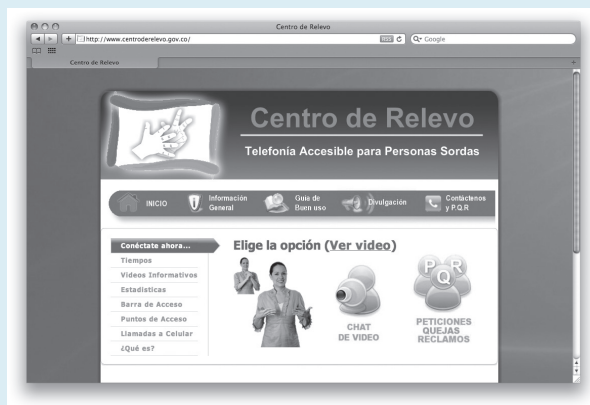 Centro de Relevo
http://www.centroderelevo.gov.co/
RSS
Google
Centro de Relevo
Centro de Relevo
Telefonía Accesible para Personas Sordas
INICIO
Información
General
Guía de
Buen uso
Divulgación
Contáctenos
y P.Q.R
Conéctate ahora...
Tiempos
Videos Informativos
Estadísticas
Barra de Acceso
Puntos de Acceso
Llamadas a Celular
¿Qué es?
Elige la opción (Ver video)
CHAT
DE VIDEO
P Q R
PETICIONES
QUEJAS
RECLAMOS